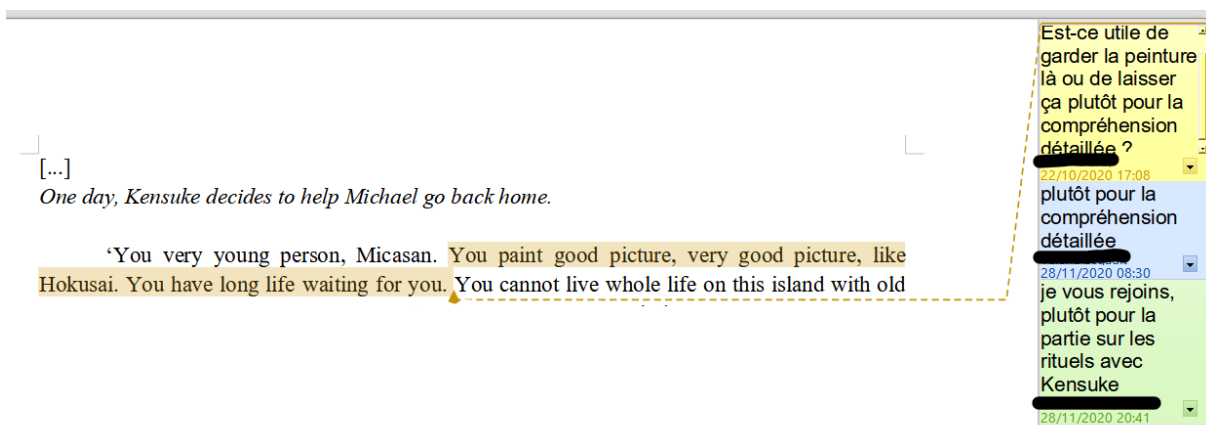 [...]
One day, Kensuke decides to help Michael go back home.
‘You very young person, Micasan. You paint good picture, very good picture, like
Hokusai. You have long life waiting for you. You cannot live whole life on this island with old
Est-ce utile de
garder la peinture
là ou de laisser
ça plutôt pour la
compréhension
détaillée ?
22/10/2020 17:08
plutôt pour la
compréhension
détaillée
28/11/2020 08:30
je vous rejoins,
plutôt pour la
partie sur les
rituels avec
Kensuke
28/11/2020 20:41